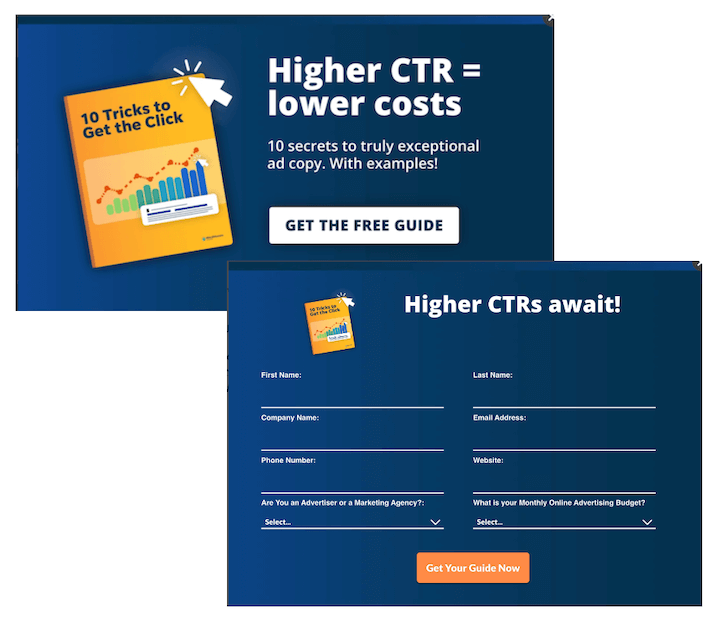 Higher CTR =
lower costs
10 Tricks to
Get the Click
10 secrets to truly exceptional
ad copy. With examples!
GET THE FREE GUIDE
Higher CTRs await!
10 Tricks to
Get the Click
First Name:
Last Name:
Company Name:
Email Address:
Phone Number:
Website:
Are You an Advertiser or a Marketing Agency?:
What is your Monthly Online Advertising Budget?
Select...
Select...
Get Your Guide Now